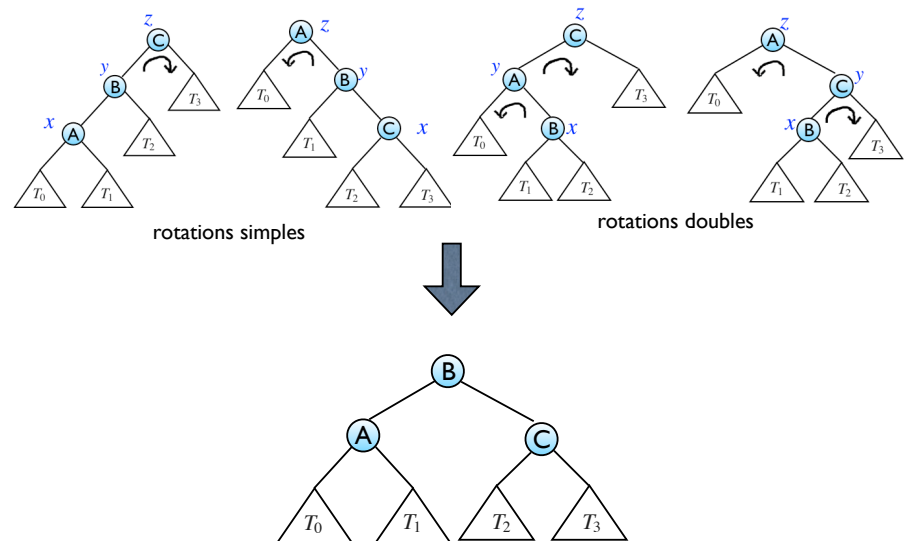 z z z z
C A C A
y B B y y A C y
T3 T0 T3 T0
x A C x B x x B
T2 T1 T0 T3
T0 T1 T2 T3 T1 T2 T1 T2
rotations simples rotations doubles
B
A C
T0 T1 T2 T3